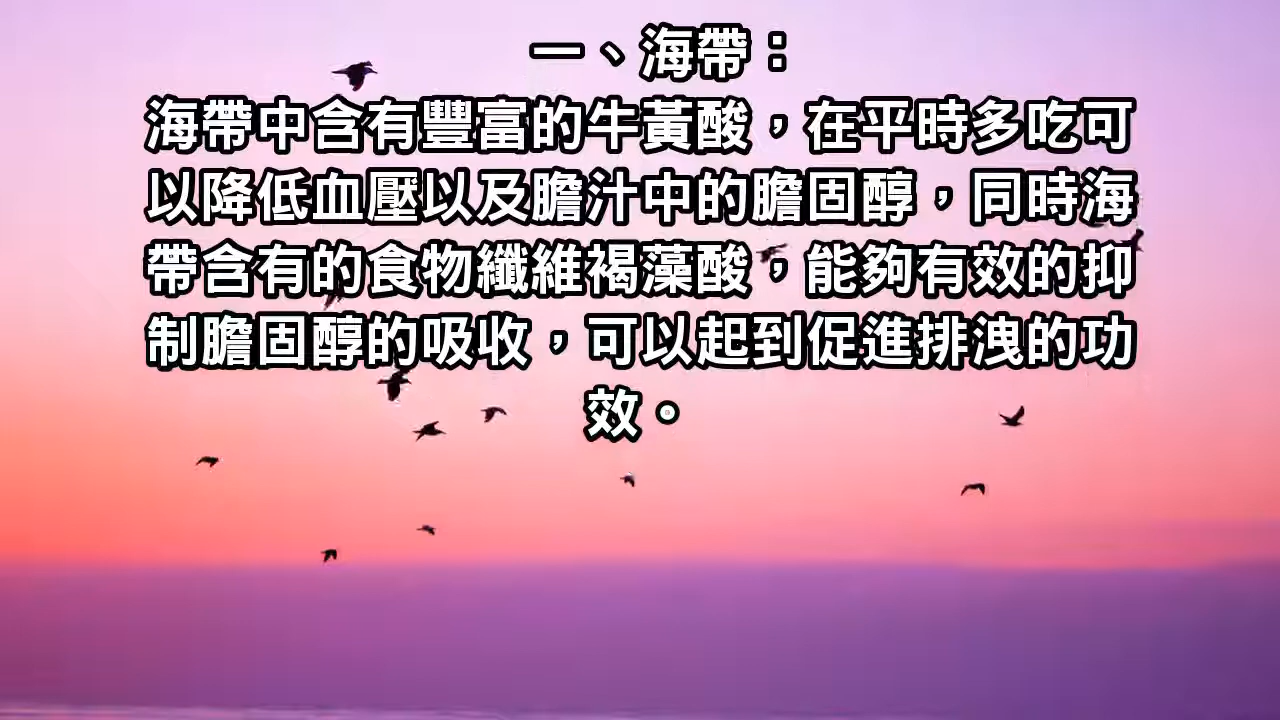 一、海帶：
海帶中含有豐富的牛黃酸，在平時多吃可
以降低血壓以及膽汁中的膽固醇，同時海
帶含有的食物纖維褐藻酸，能夠有效的抑
制膽固醇的吸收，可以起到促進排洩的功
效。